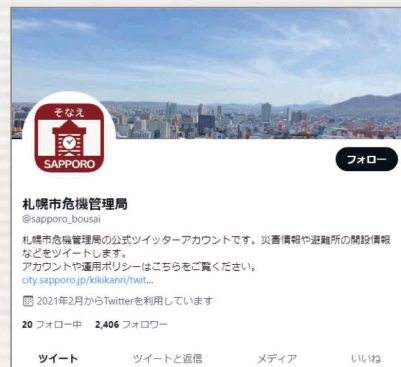 そなえ
SAPPORO
フォロー
札幌市危機管理局
@sapporo_bousai
札幌市危機管理局の公式ツイッターアカウントです。災害情報や避難所の開設情報
などをツイートします。
アカウントや運用ポリシーはこちらをご覧ください。
city.sapporo.jp/kikikanri/twit...
2021年2月からTwitterを利用しています
20 フォロー中 2,406 フォロワー
ツイート ツイートと返信 メディア いいね